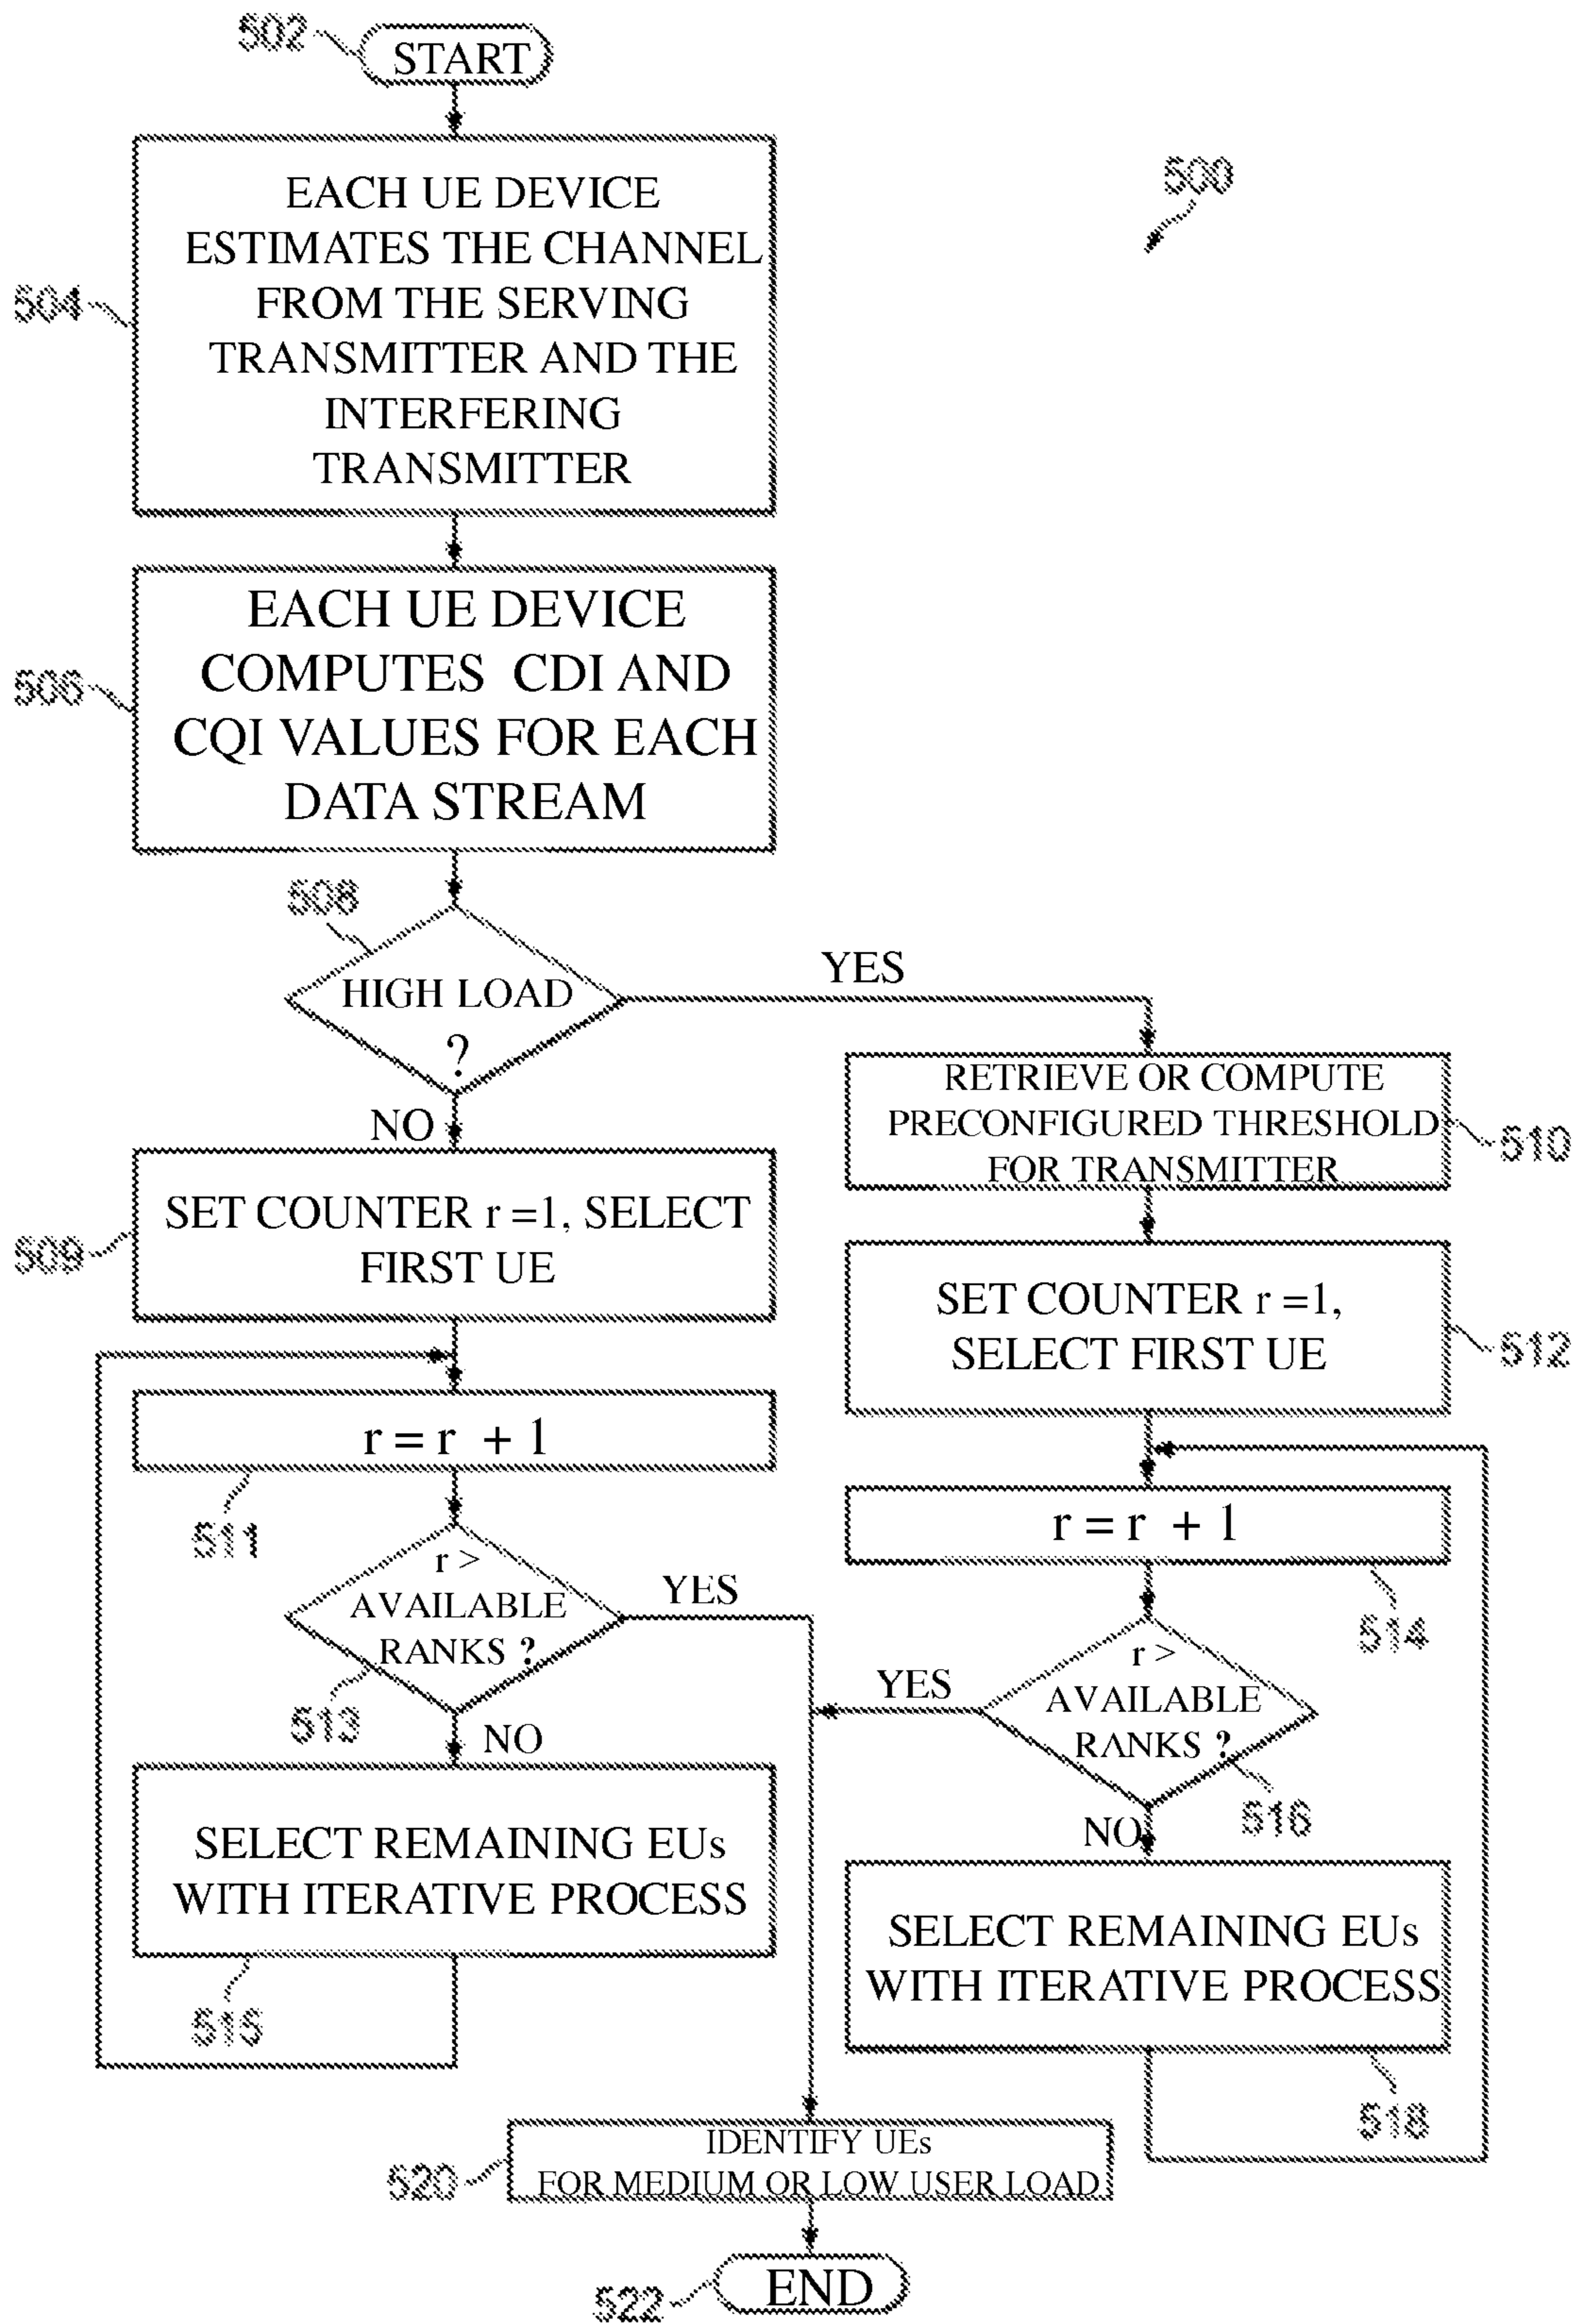 502
START
500
504
EACH UE DEVICE
ESTIMATES THE CHANNEL
FROM THE SERVING
TRANSMITTER AND THE
INTERFERING
TRANSMITTER
506
EACH UE DEVICE
COMPUTES CDI AND
CQI VALUES FOR EACH
DATA STREAM
508
HIGH LOAD
?
YES
NO
RETRIEVE OR COMPUTE
PRECONFIGURED THRESHOLD
FOR TRANSMITTER
510
509
SET COUNTER r =1, SELECT
FIRST UE
SET COUNTER r =1,
SELECT FIRST UE
512
r = r + 1
511
r = r + 1
514
r >
AVAILABLE
RANKS ?
YES
513
NO
r >
AVAILABLE
RANKS ?
YES
516
NO
SELECT REMAINING EUs
WITH ITERATIVE PROCESS
515
SELECT REMAINING EUs
WITH ITERATIVE PROCESS
518
520
IDENTIFY UEs
FOR MEDIUM OR LOW USER LOAD
522
END